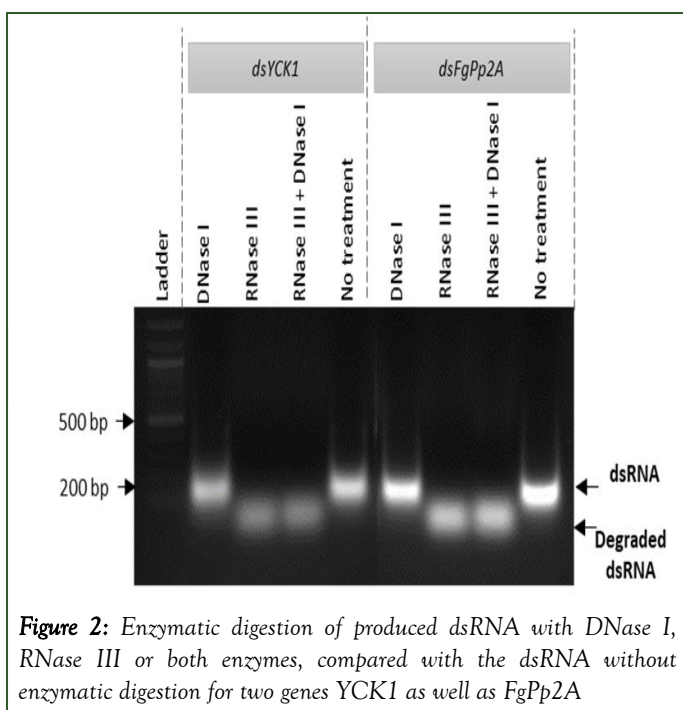 dsYCK1
dsFgPp2A
Ladder
DNase I
RNase III
RNase III + DNase I
No treatment
DNase I
RNase III
RNase III + DNase I
No treatment
500 bp
200 bp
dsRNA
Degraded
dsRNA
Figure 2: Enzymatic digestion of produced dsRNA with DNase I,
RNase III or both enzymes, compared with the dsRNA without
enzymatic digestion for two genes YCK1 as well as FgPp2A